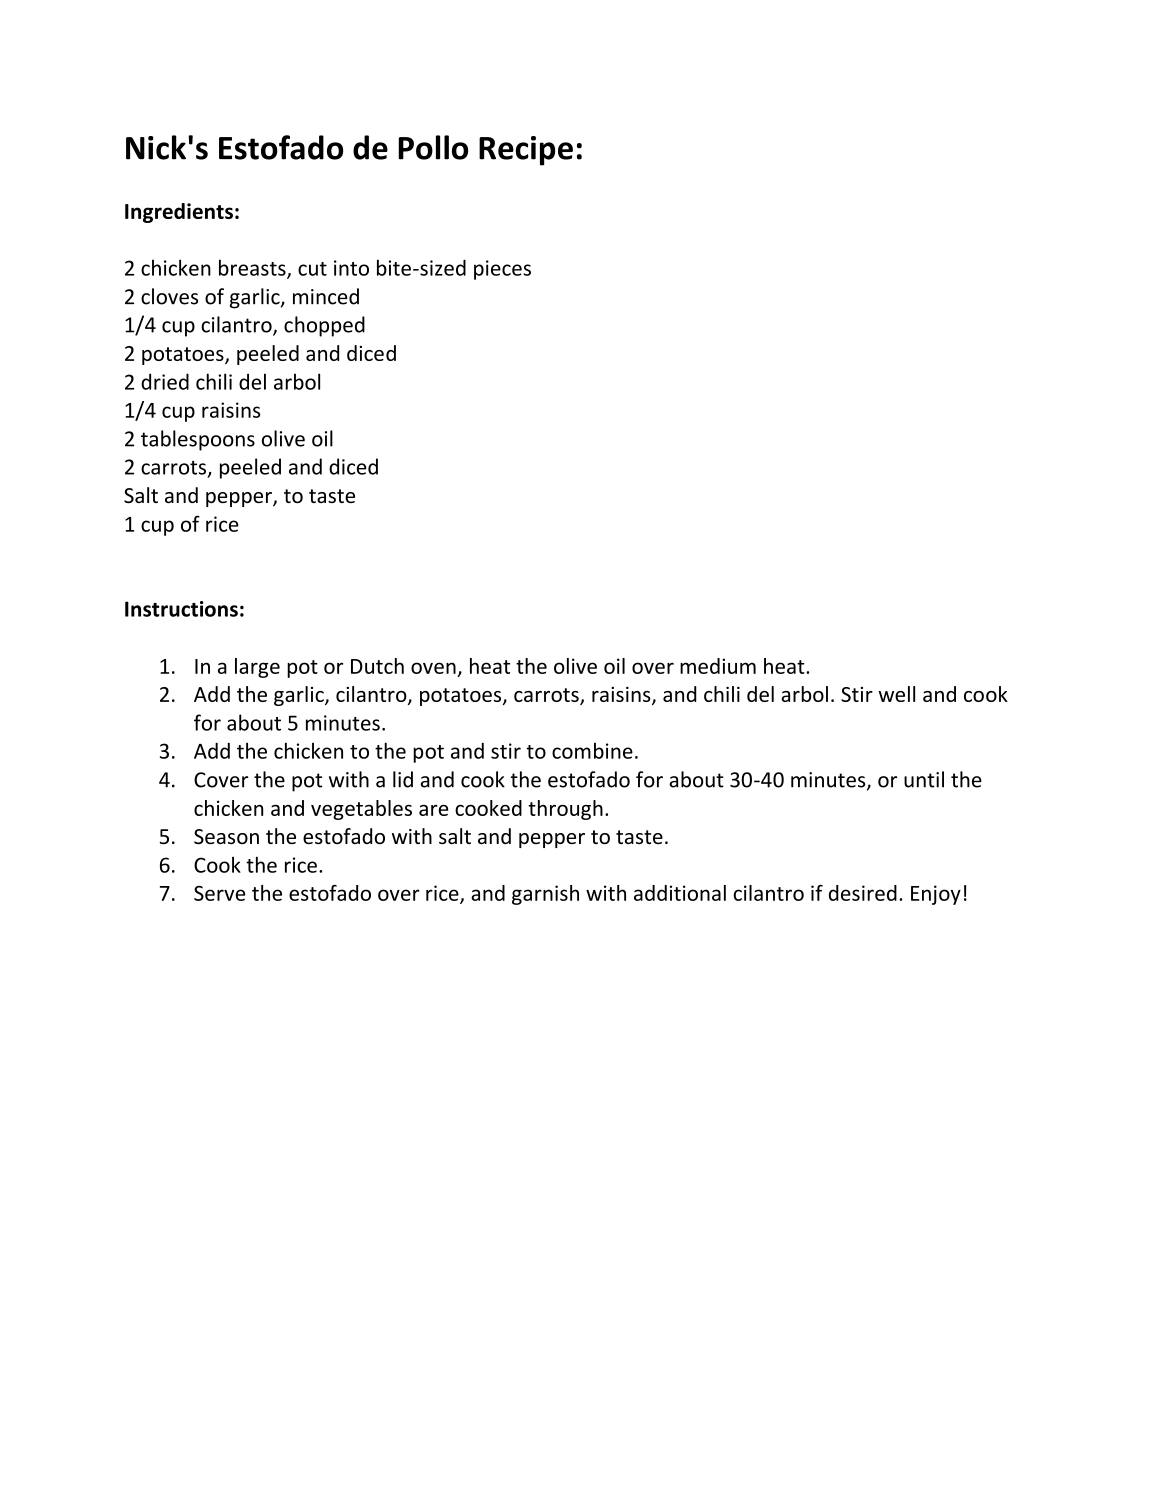 Nick's Estofado de Pollo Recipe:
Ingredients:
2 chicken breasts, cut into bite-sized pieces
2 cloves of garlic, minced
1/4 cup cilantro, chopped
2 potatoes, peeled and diced
2 dried chili del arbol
1/4 cup raisins
2 tablespoons olive oil
2 carrots, peeled and diced
Salt and pepper, to taste
1 cup of rice
Instructions:
1. In a large pot or Dutch oven, heat the olive oil over medium heat.
2. Add the garlic, cilantro, potatoes, carrots, raisins, and chili del arbol. Stir well and cook
for about 5 minutes.
3. Add the chicken to the pot and stir to combine.
4. Cover the pot with a lid and cook the estofado for about 30-40 minutes, or until the
chicken and vegetables are cooked through.
5. Season the estofado with salt and pepper to taste.
6. Cook the rice.
7. Serve the estofado over rice, and garnish with additional cilantro if desired. Enjoy!